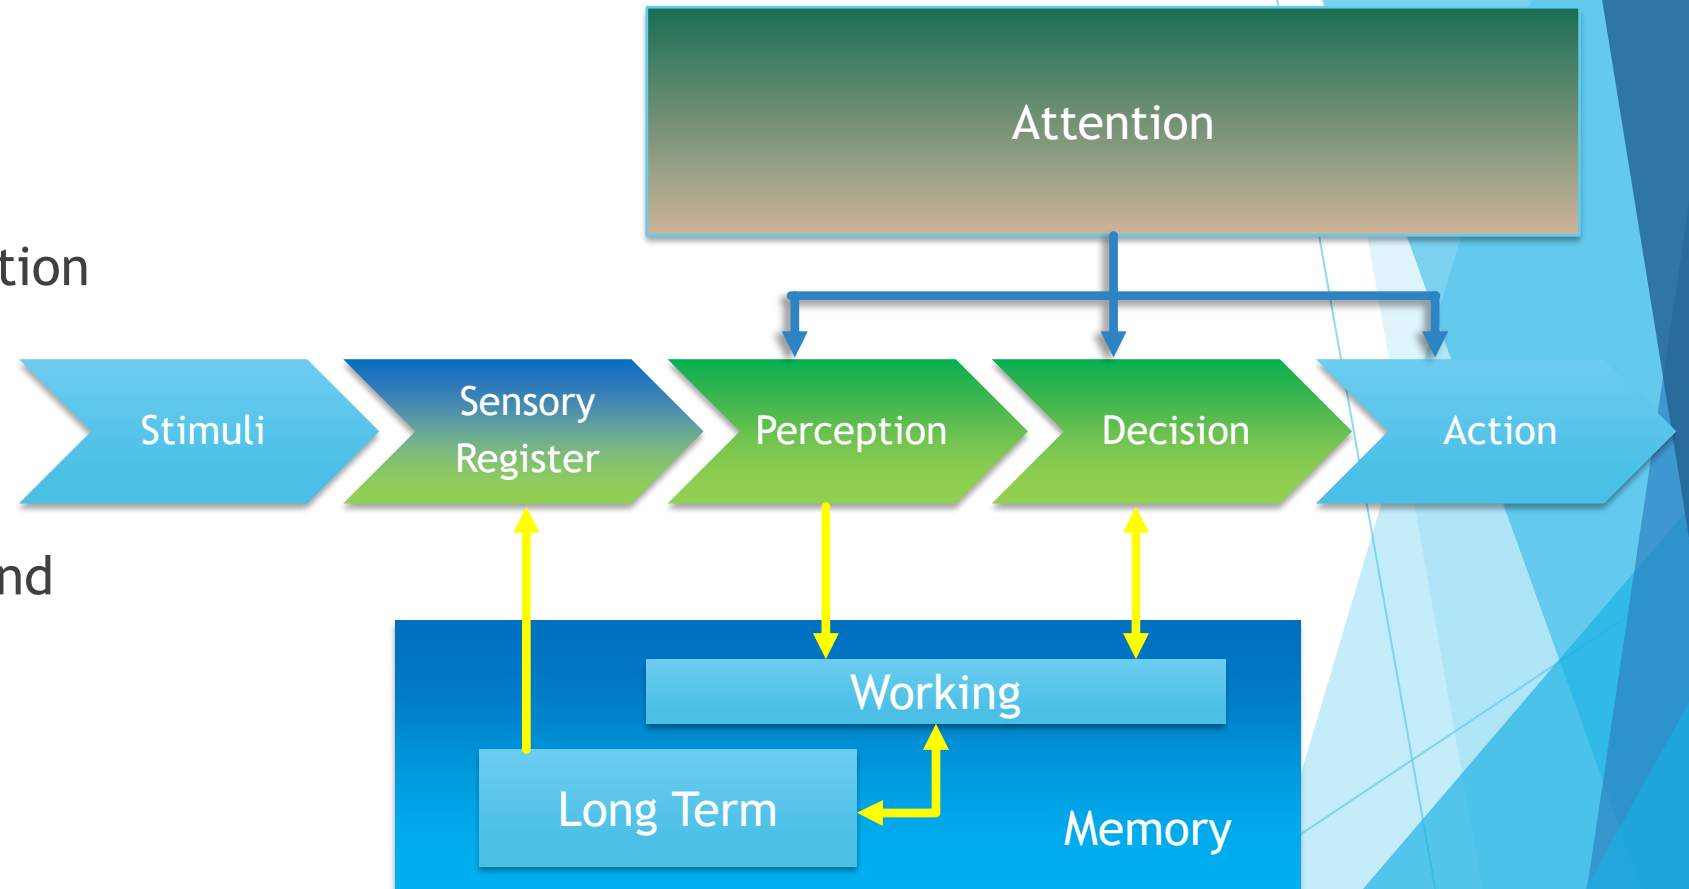 Attention
tion
Stimuli
Sensory
Register
Perception
Decision
Action
nd
Working
Long Term
Memory